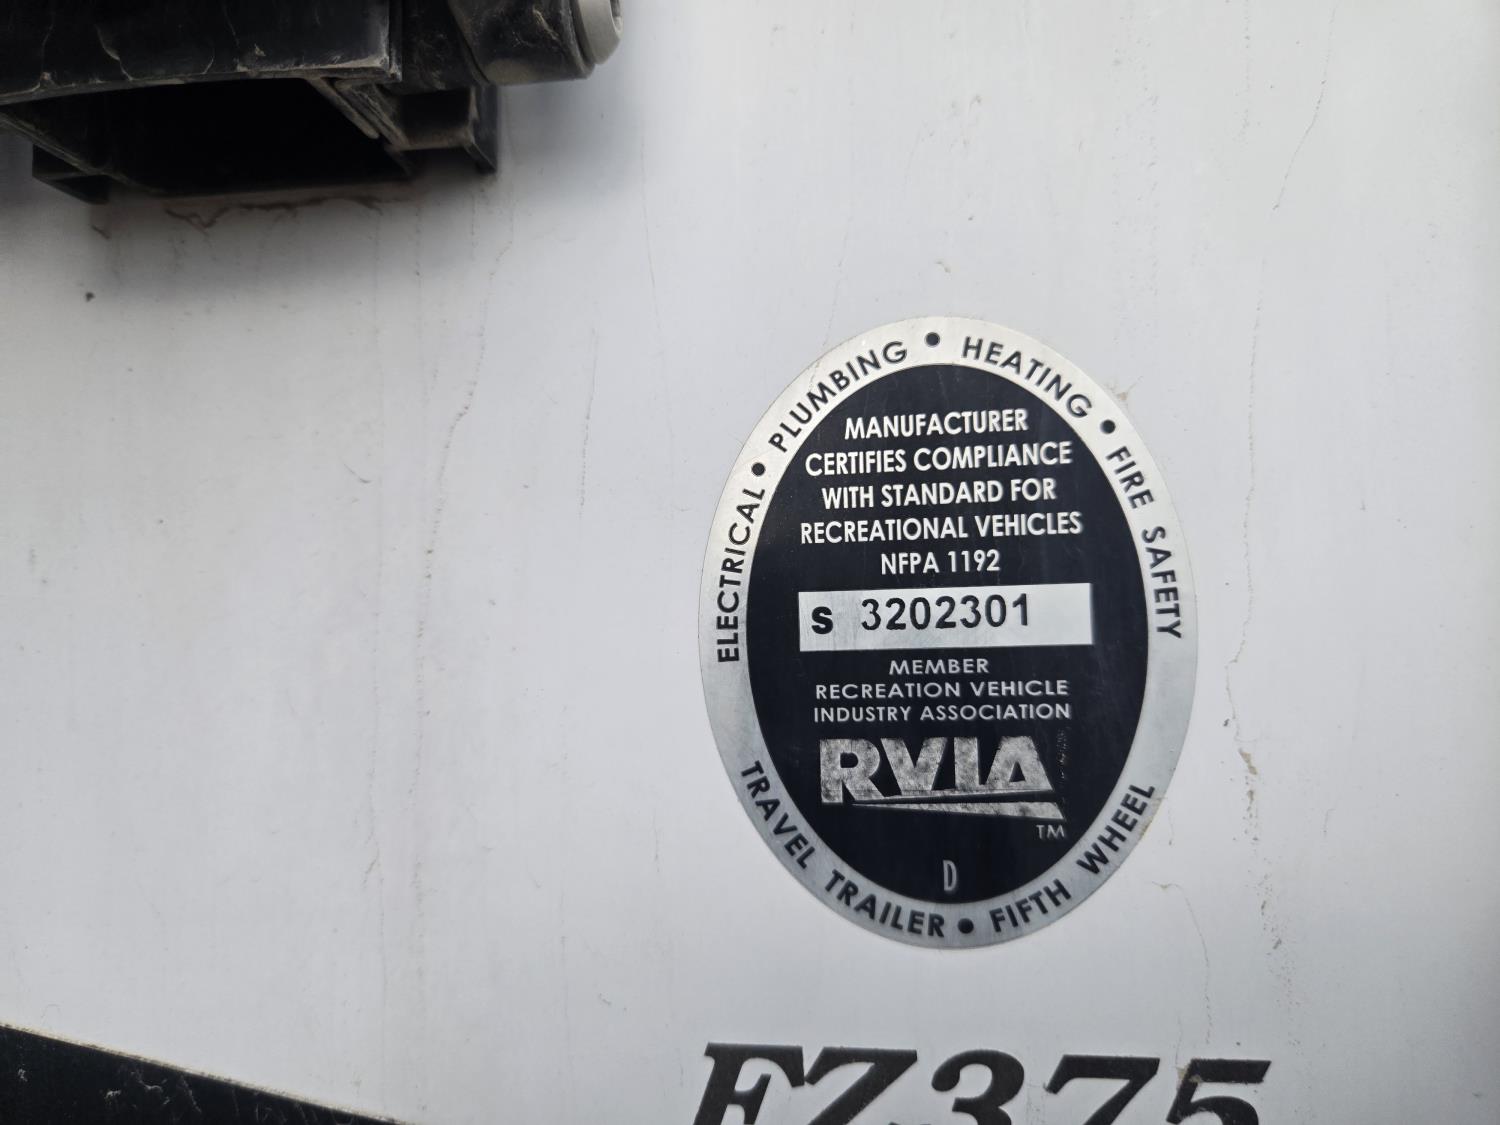 ELECTRICAL • PLUMBING • HEATING • FIRE SAFETY
MANUFACTURER
CERTIFIES COMPLIANCE
WITH STANDARD FOR
RECREATIONAL VEHICLES
NFPA 1192
S 3202301
MEMBER
RECREATION VEHICLE
INDUSTRY ASSOCIATION
RVIA
TM
D
TRAVEL TRAILER • FIFTH WHEEL
FZ375